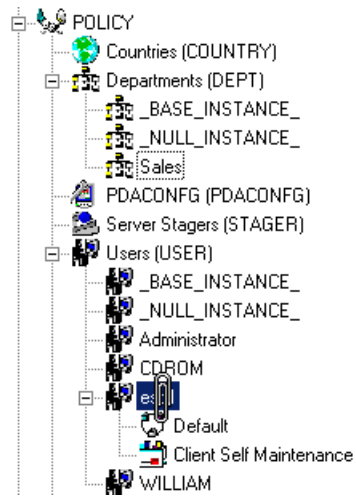 POLICY
Countries (COUNTRY)
Departments (DEPT)
_BASE_INSTANCE_
_NULL_INSTANCE_
Sales
PDACONFG (PDACONFG)
Server Stagers (STAGER)
Users (USER)
_BASE_INSTANCE_
_NULL_INSTANCE_
Administrator
CDROM
Default
Client Self Maintenance
WILLIAM